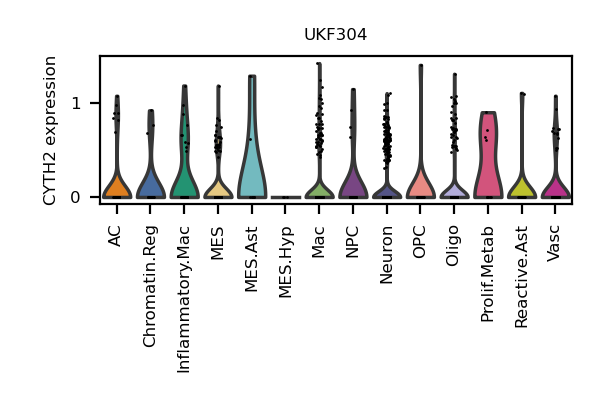 UKF304
CYTH2 expression
1
0
AC
Chromatin.Reg
Inflammatory.Mac
MES
MES.Ast
MES.Hyp
Mac
NPC
Neuron
OPC
Oligo
Prolif.Metab
Reactive.Ast
Vasc